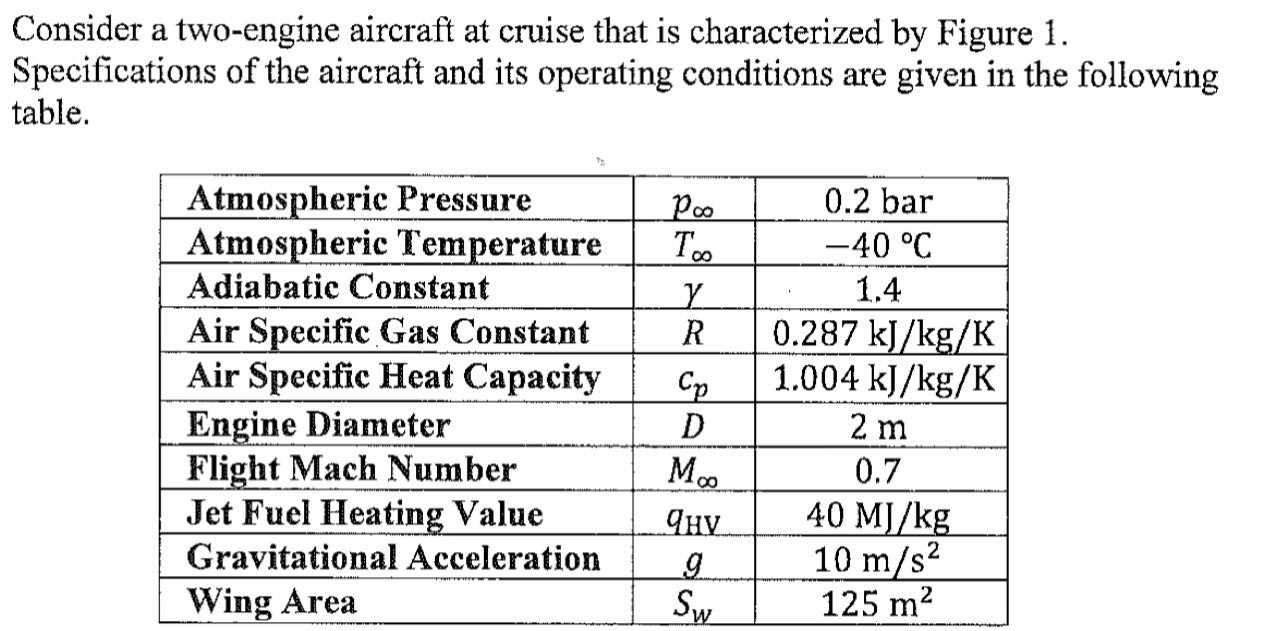 Consider a two-engine aircraft at cruise that is characterized by Figure 1.
Specifications of the aircraft and its operating conditions are given in the following
table.
Atmospheric Pressure p∞ 0.2 bar
Atmospheric Temperature T∞ −40 °C
Adiabatic Constant γ 1.4
Air Specific Gas Constant R 0.287 kJ/kg/K
Air Specific Heat Capacity cp 1.004 kJ/kg/K
Engine Diameter D 2 m
Flight Mach Number M∞ 0.7
Jet Fuel Heating Value qHV 40 MJ/kg
Gravitational Acceleration g 10 m/s²
Wing Area Sw 125 m²